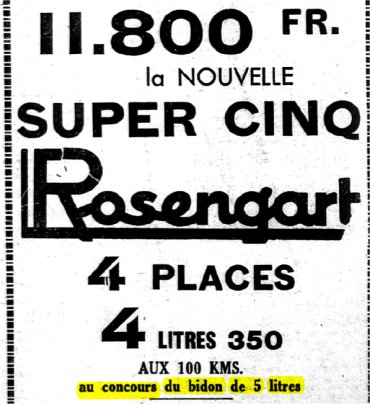 11.800 FR.
la NOUVELLE
SUPER CINQ
Rosengart
4 PLACES
4 LITRES 350
AUX 100 KMS.
au concours du bidon de 5 litres